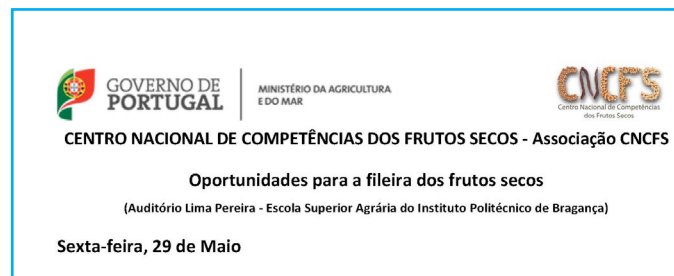 GOVERNO DE
PORTUGAL
MINISTÉRIO DA AGRICULTURA
E DO MAR
CNCFS
Centro Nacional de Competências
dos Frutos Secos
CENTRO NACIONAL DE COMPETÊNCIAS DOS FRUTOS SECOS - Associação CNCFS
Oportunidades para a fileira dos frutos secos
(Auditório Lima Pereira - Escola Superior Agrária do Instituto Politécnico de Bragança)
Sexta-feira, 29 de Maio